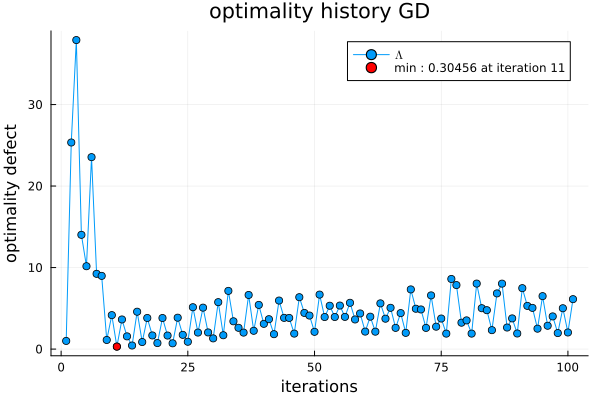 optimality history GD
Λ
min : 0.30456 at iteration 11
optimality defect
30
20
10
0
0
25
50
75
100
iterations